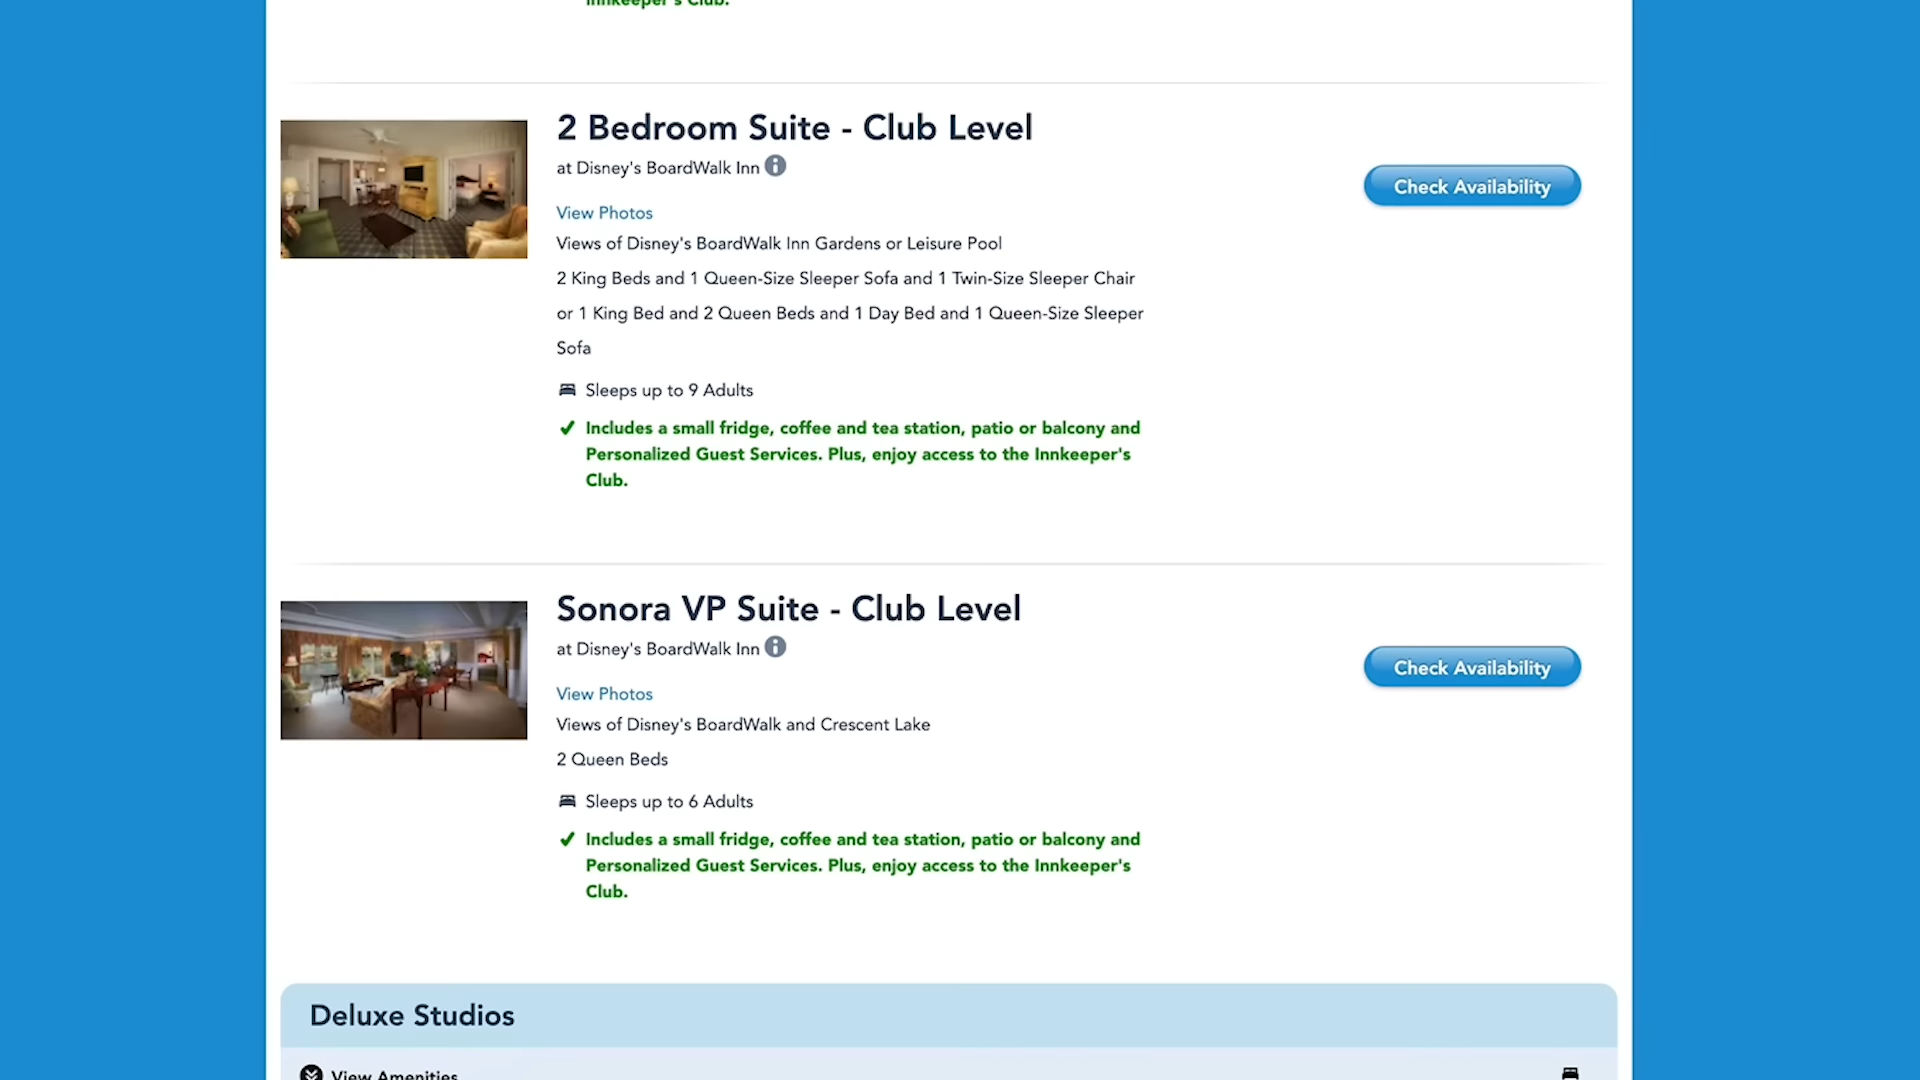 Innkeeper's Club.
2 Bedroom Suite - Club Level
at Disney's BoardWalk Inn
Check Availability
View Photos
Views of Disney's BoardWalk Inn Gardens or Leisure Pool
2 King Beds and 1 Queen-Size Sleeper Sofa and 1 Twin-Size Sleeper Chair
or 1 King Bed and 2 Queen Beds and 1 Day Bed and 1 Queen-Size Sleeper
Sofa
Sleeps up to 9 Adults
Includes a small fridge, coffee and tea station, patio or balcony and
Personalized Guest Services. Plus, enjoy access to the Innkeeper's
Club.
Sonora VP Suite - Club Level
at Disney's BoardWalk Inn
Check Availability
View Photos
Views of Disney's BoardWalk and Crescent Lake
2 Queen Beds
Sleeps up to 6 Adults
Includes a small fridge, coffee and tea station, patio or balcony and
Personalized Guest Services. Plus, enjoy access to the Innkeeper's
Club.
Deluxe Studios
View Amenities